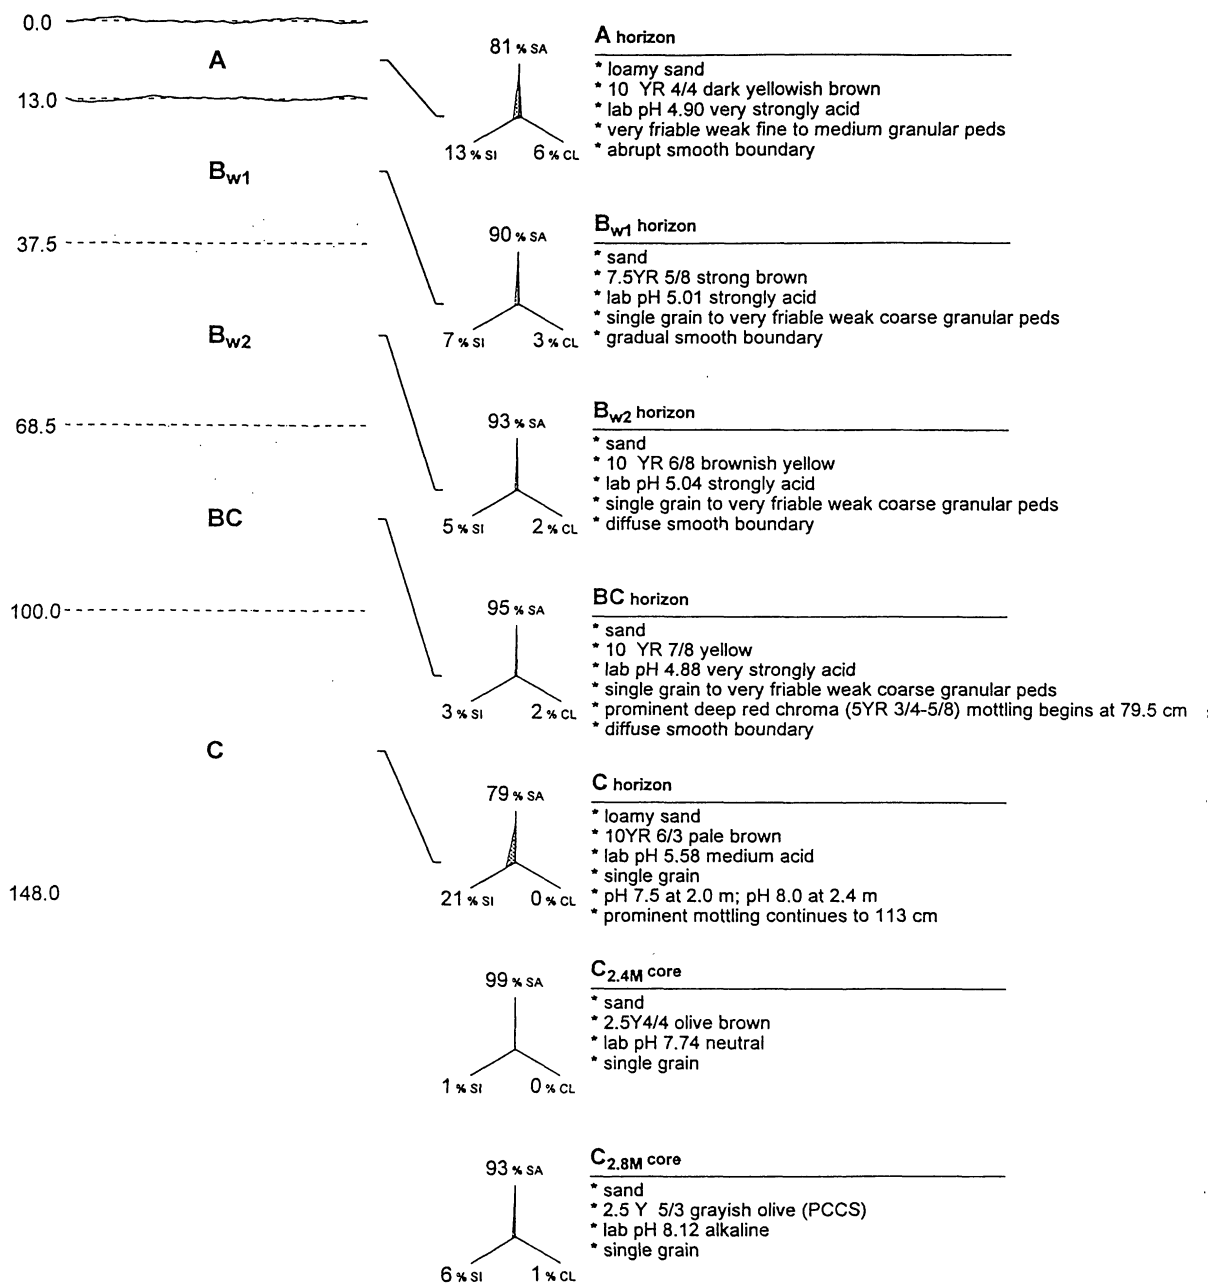 0.0
A
13.0
Bw1
37.5
Bw2
68.5
BC
100.0
C
148.0
81 % SA
13 % SI 6 % CL
A horizon
* loamy sand
* 10 YR 4/4 dark yellowish brown
* lab pH 4.90 very strongly acid
* very friable weak fine to medium granular peds
* abrupt smooth boundary
90 % SA
7 % SI 3 % CL
Bw1 horizon
* sand
* 7.5YR 5/8 strong brown
* lab pH 5.01 strongly acid
* single grain to very friable weak coarse granular peds
* gradual smooth boundary
93 % SA
5 % SI 2 % CL
Bw2 horizon
* sand
* 10 YR 6/8 brownish yellow
* lab pH 5.04 strongly acid
* single grain to very friable weak coarse granular peds
* diffuse smooth boundary
95 % SA
3 % SI 2 % CL
BC horizon
* sand
* 10 YR 7/8 yellow
* lab pH 4.88 very strongly acid
* single grain to very friable weak coarse granular peds
* prominent deep red chroma (5YR 3/4-5/8) mottling begins at 79.5 cm
* diffuse smooth boundary
79 % SA
21 % SI 0 % CL
C horizon
* loamy sand
* 10YR 6/3 pale brown
* lab pH 5.58 medium acid
* single grain
* pH 7.5 at 2.0 m; pH 8.0 at 2.4 m
* prominent mottling continues to 113 cm
99 % SA
1 % SI 0 % CL
C2.4M core
* sand
* 2.5Y4/4 olive brown
* lab pH 7.74 neutral
* single grain
93 % SA
6 % SI 1 % CL
C2.8M core
* sand
* 2.5 Y 5/3 grayish olive (PCCS)
* lab pH 8.12 alkaline
* single grain